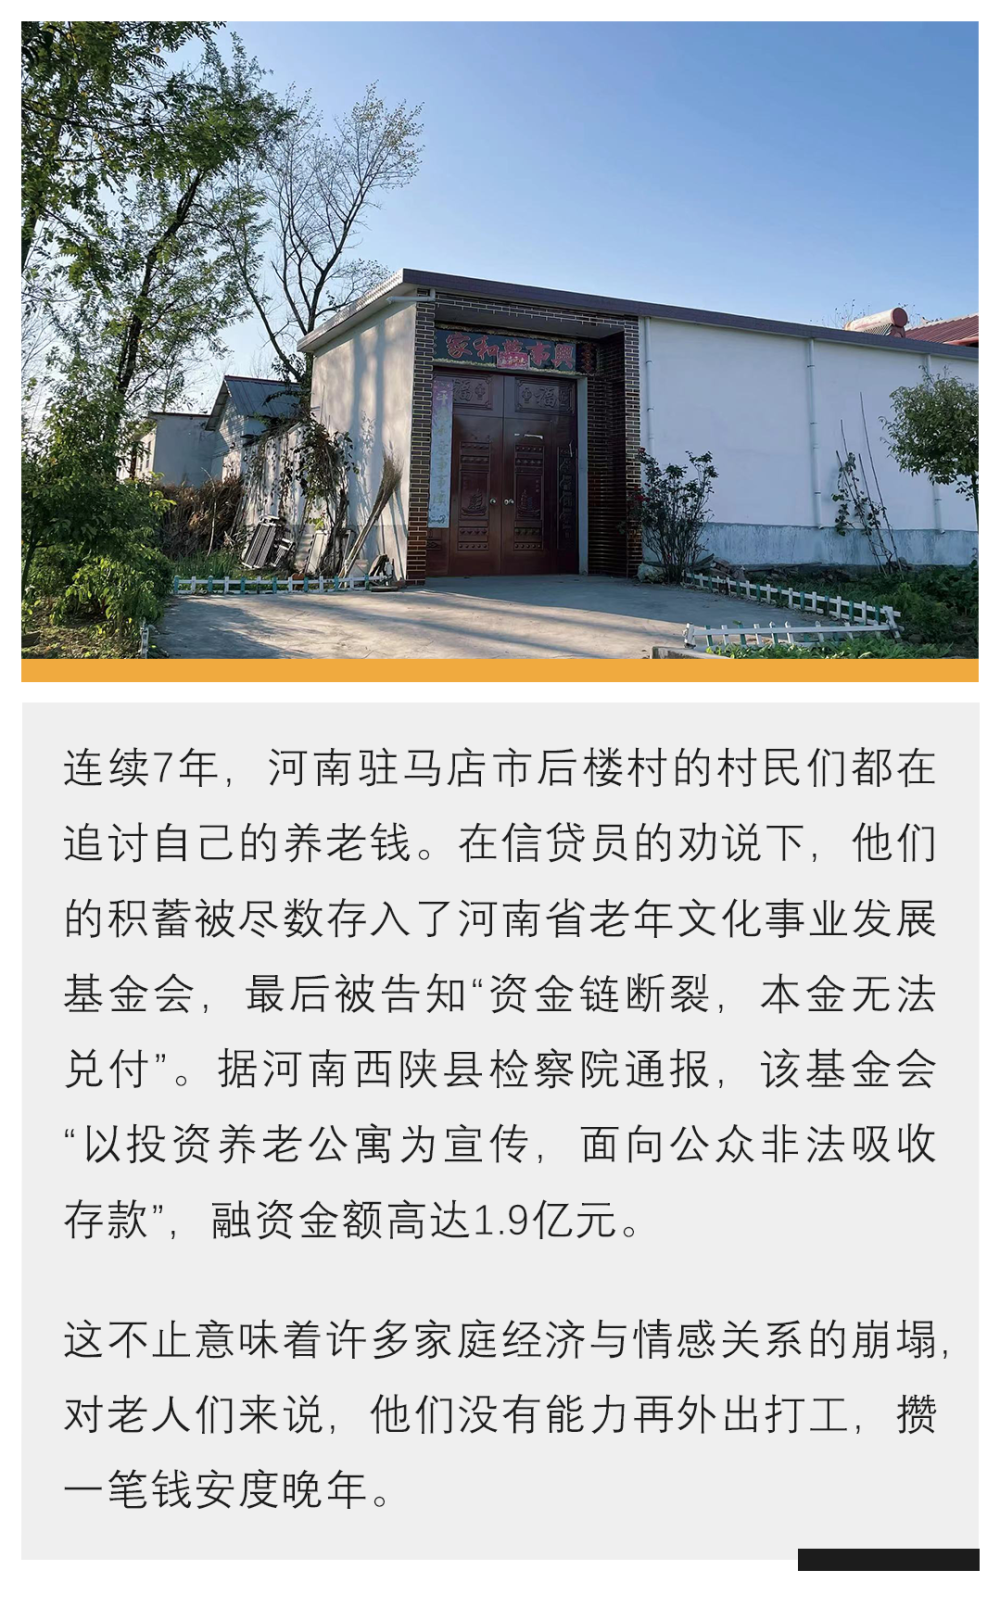 家和万事興
福
福
连续7年，河南驻马店市后楼村的村民们都在
追讨自己的养老钱。在信贷员的劝说下，他们
的积蓄被尽数存入了河南省老年文化事业发展
基金会，最后被告知“资金链断裂，本金无法
兑付”。据河南西陕县检察院通报，该基金会
“以投资养老公寓为宣传，面向公众非法吸收
存款”，融资金额高达1.9亿元。
这不止意味着许多家庭经济与情感关系的崩塌，
对老人们来说，他们没有能力再外出打工，攒
一笔钱安度晚年。